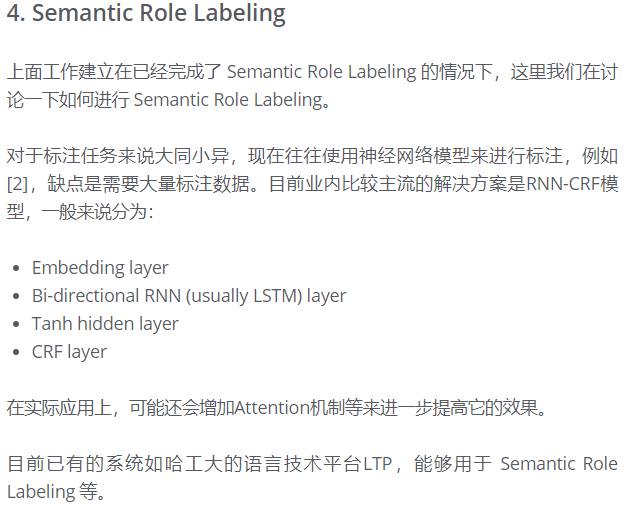 4. Semantic Role Labeling
上面工作建立在已经完成了 Semantic Role Labeling 的情况下，这里我们在讨
论一下如何进行 Semantic Role Labeling。
对于标注任务来说大同小异，现在往往使用神经网络模型来进行标注，例如
[2]，缺点是需要大量标注数据。目前业内比较主流的解决方案是RNN-CRF模
型，一般来说分为：
• Embedding layer
• Bi-directional RNN (usually LSTM) layer
• Tanh hidden layer
• CRF layer
在实际应用上，可能还会增加Attention机制等来进一步提高它的效果。
目前已有的系统如哈工大的语言技术平台LTP，能够用于 Semantic Role
Labeling 等。